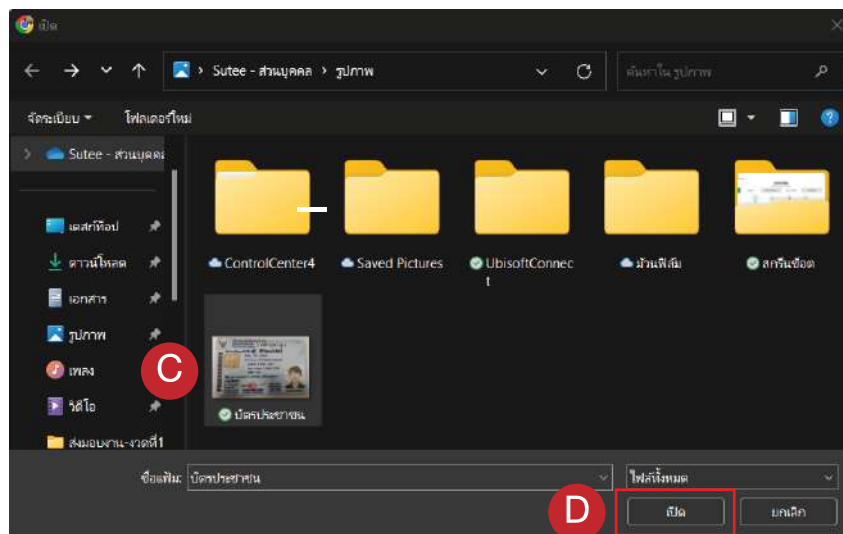 เปิด
Sutee - ส่วนบุคคล › รูปภาพ
ค้นหาใน รูปภาพ
จัดระเบียบ
โฟลเดอร์ใหม่
Sutee - ส่วนบุคคล
เดสก์ท็อป
ดาวน์โหลด
เอกสาร
รูปภาพ
เพลง
วิดีโอ
ส่งมอบงาน-งวดที่1
ControlCenter4
Saved Pictures
UbisoftConnec
t
ม้วนฟิล์ม
สกรีนช็อต
C
บัตรประชาชน
ชื่อแฟ้ม: บัตรประชาชน
ไฟล์ทั้งหมด
D
เปิด
ยกเลิก